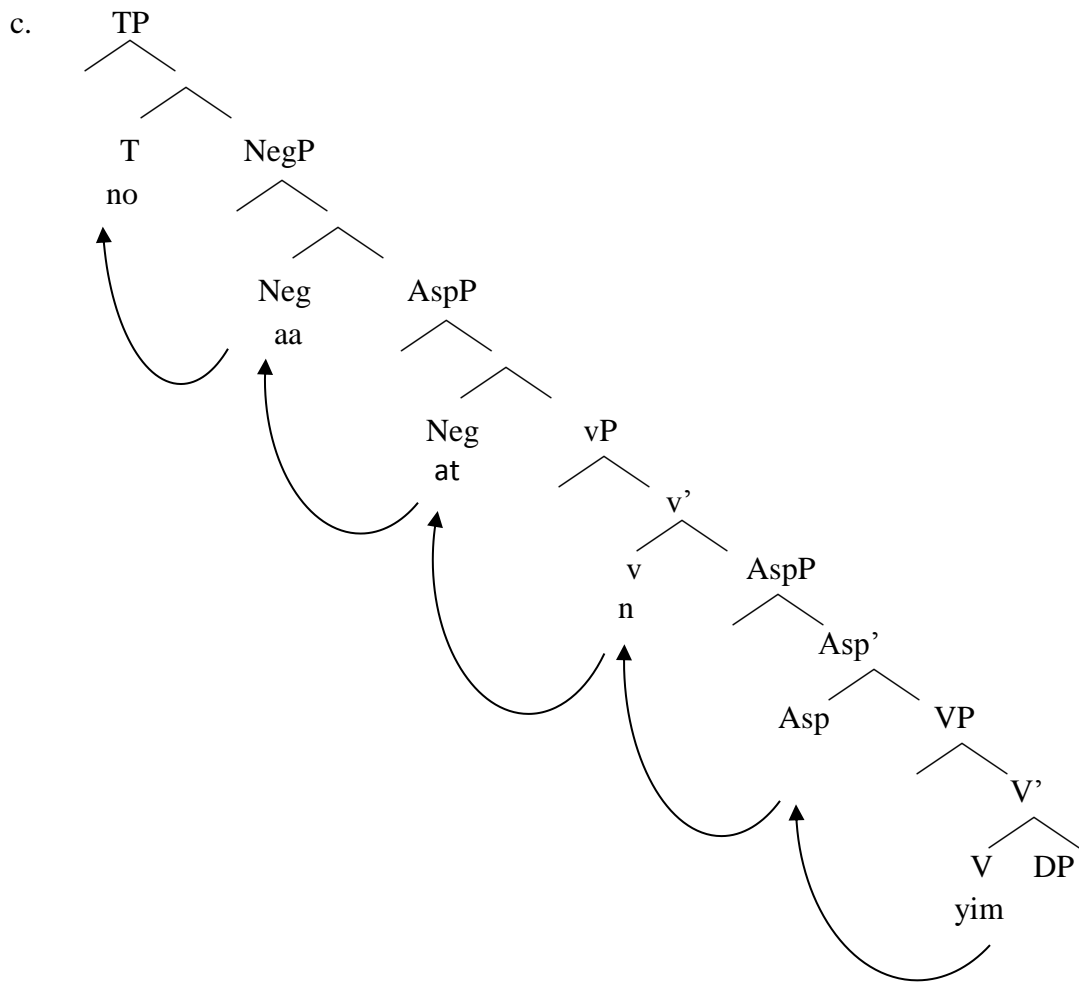 c. TP
T NegP
no
Neg AspP
aa
Neg vP
at
v’
v AspP
n
Asp’
Asp VP
V’
V DP
yim